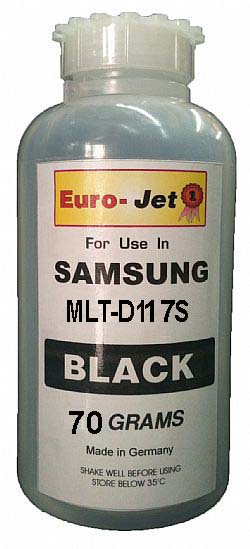 Euro-Jet 1
For Use In
SAMSUNG
MLT-D117S
BLACK
70 GRAMS
Made in Germany
SHAKE WELL BEFORE USING
STORE BELOW 35°C